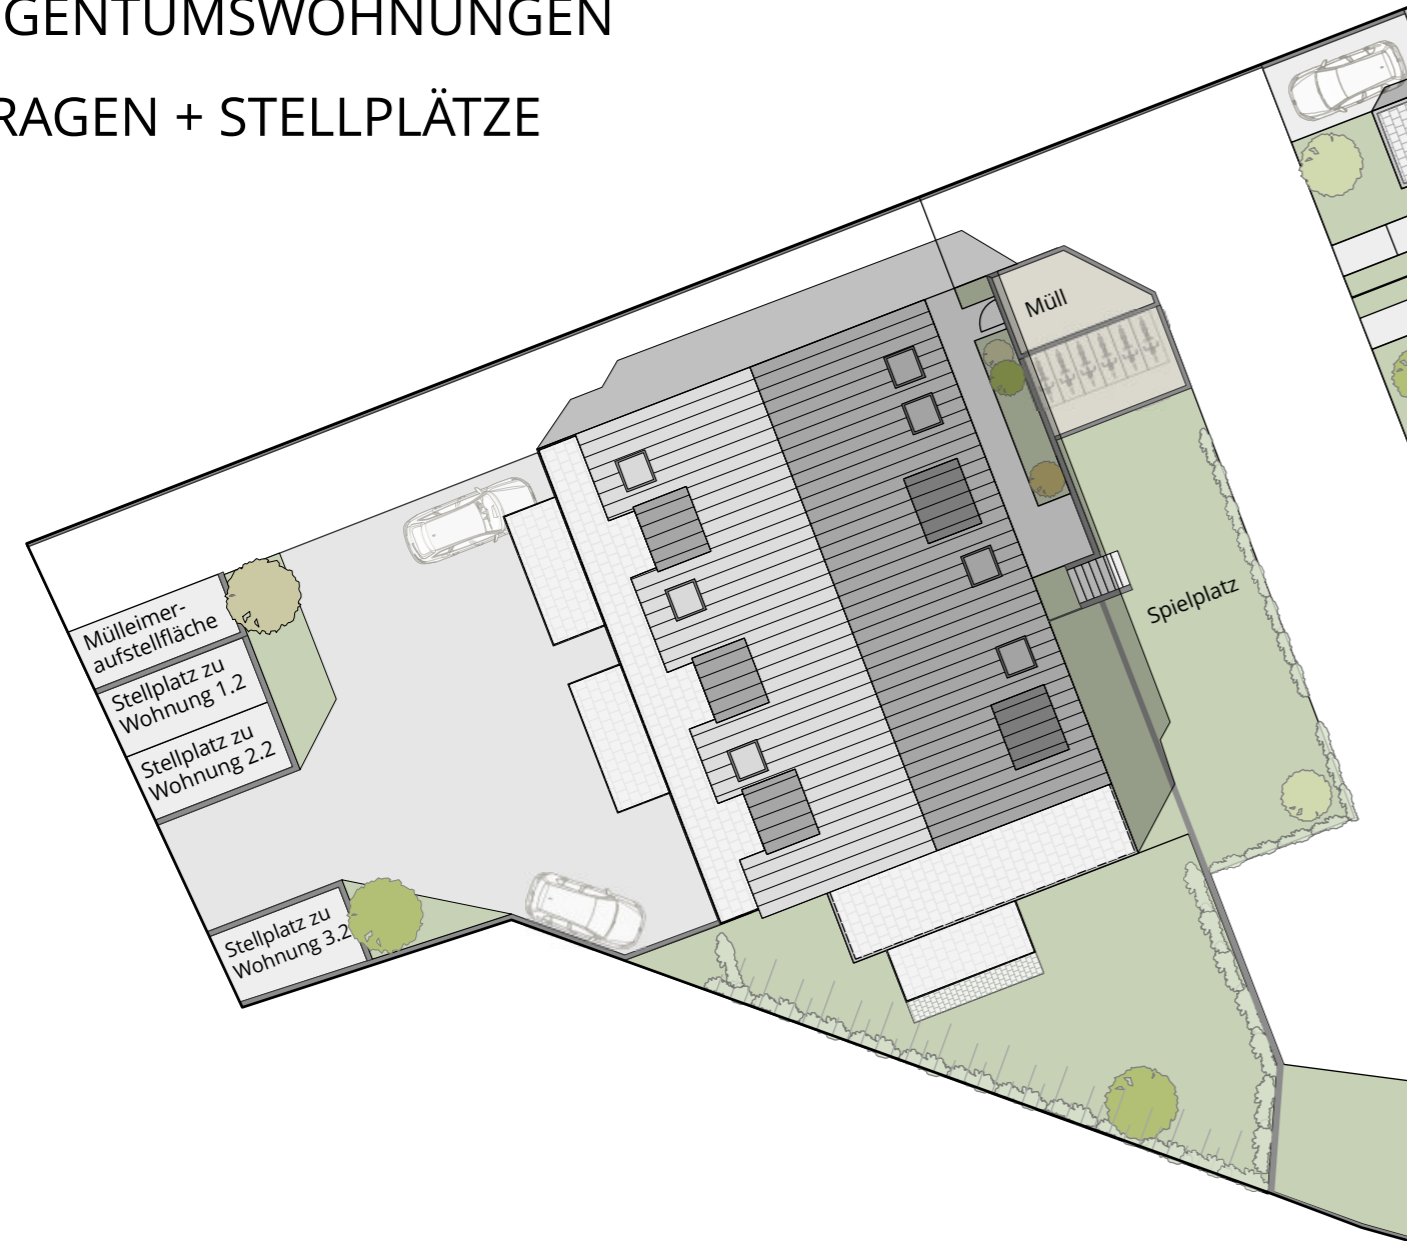 GENTUMSWOHNUNGEN
RAGEN + STELLPLÄTZE
Müll
Spielplatz
Mülleimer-
aufstellfläche
Stellplatz zu
Wohnung 1.2
Stellplatz zu
Wohnung 2.2
Stellplatz zu
Wohnung 3.2